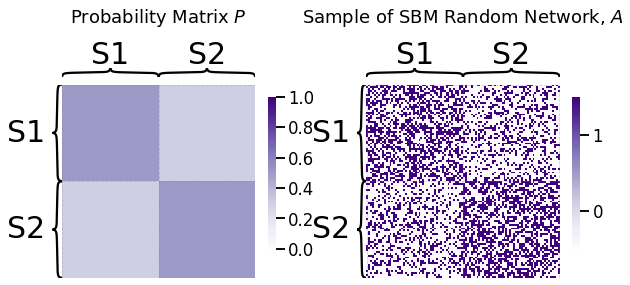 Probability Matrix P
S1 S2
S1
S2
1.0
0.8
0.6
0.4
0.2
0.0
Sample of SBM Random Network, A
S1 S2
S1
S2
1
0